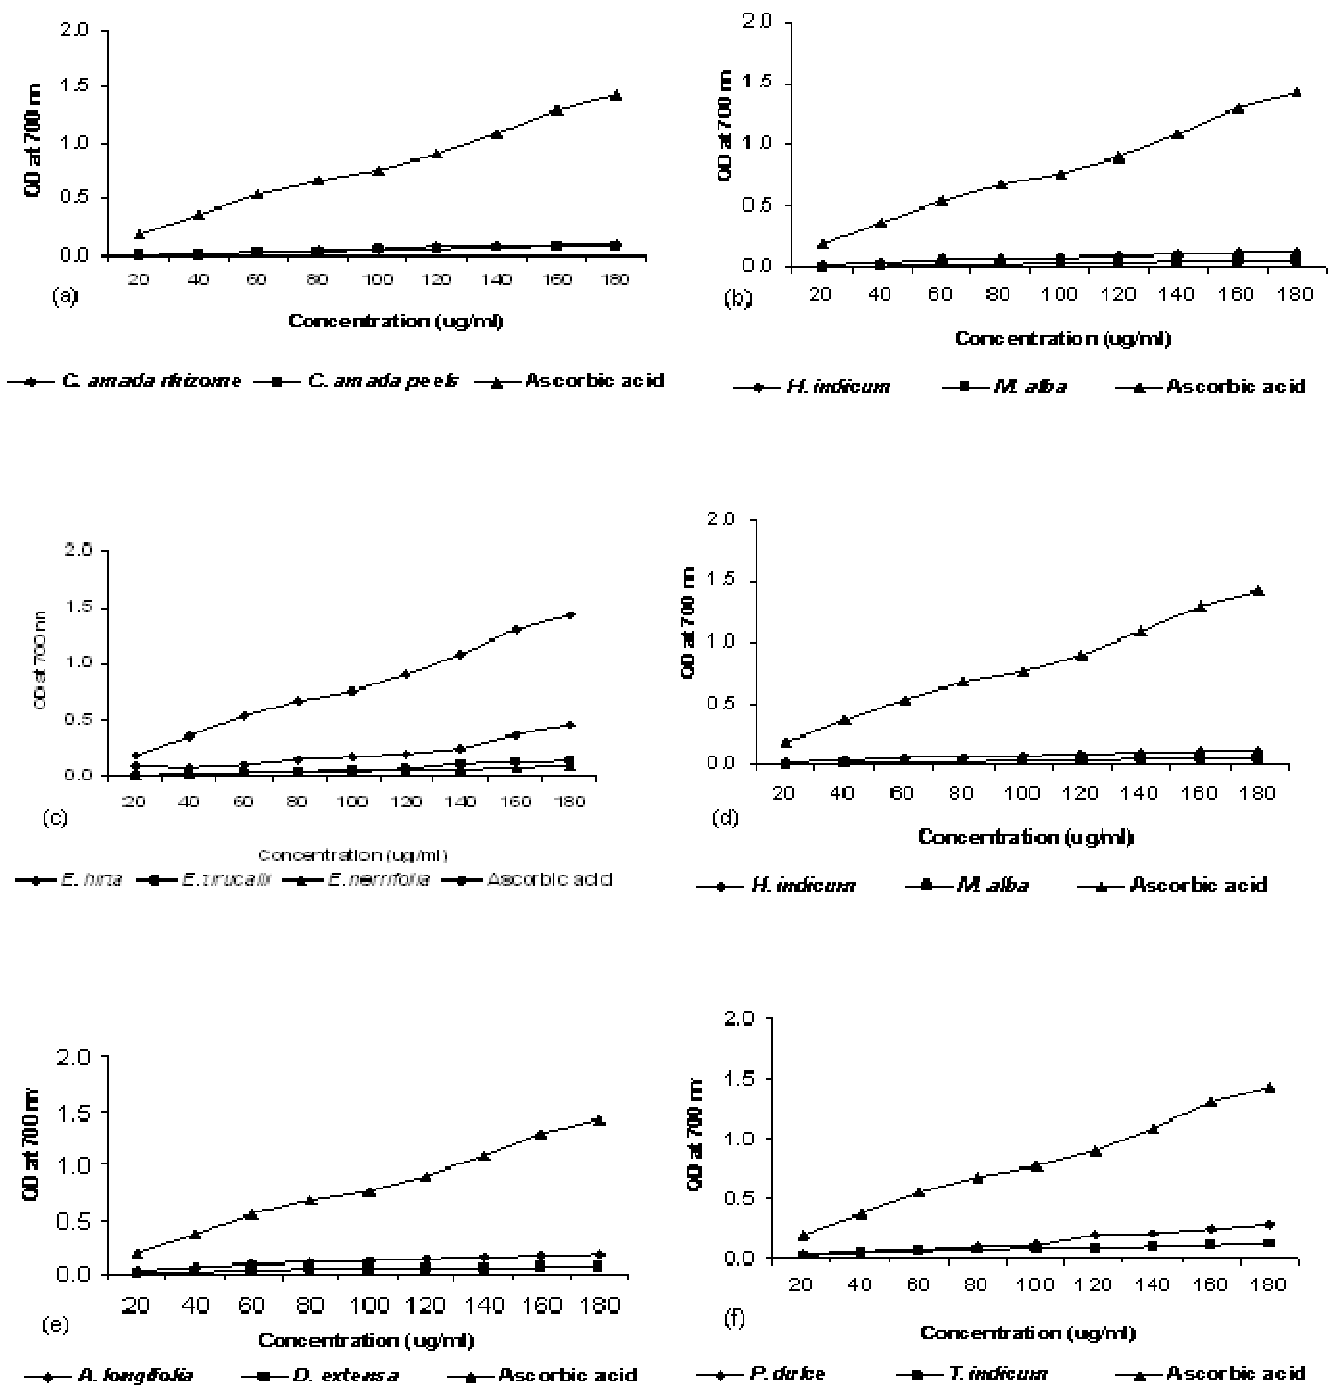 2.0
1.5
1.0
0.5
0.0
OD at 700 nm
20 40 60 80 100 120 140 160 180
(a)
Concentration (ug/ml)
C. amada rhizome C. amada peels Ascorbic acid
2.0
1.5
1.0
0.5
0.0
OD at 700 nm
20 40 60 80 100 120 140 160 180
(b)
Concentration (ug/ml)
H. indicum M. alba Ascorbic acid
2.0
1.5
1.0
0.5
0.0
OD at 700 nm
20 40 60 80 100 120 140 160 180
(c)
Concentration (ug/ml)
E. hirta E. tirucalli E. nerrifolia Ascorbic acid
2.0
1.5
1.0
0.5
0.0
OD at 700 nm
20 40 60 80 100 120 140 160 180
(d)
Concentration (ug/ml)
H. indicum M. alba Ascorbic acid
2.0
1.5
1.0
0.5
0.0
OD at 700 nm
20 40 60 80 100 120 140 160 180
(e)
Concentration (ug/ml)
A. longifolia D. extensa Ascorbic acid
2.0
1.5
1.0
0.5
0.0
OD at 700 nm
20 40 60 80 100 120 140 160 180
(f)
Concentration (ug/ml)
P. dulce T. indicum Ascorbic acid